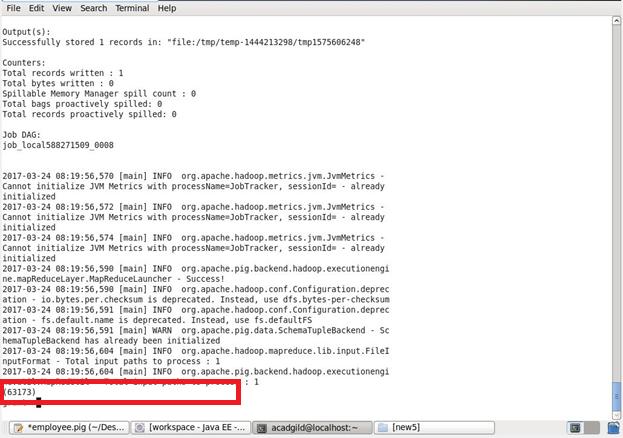 File Edit View Search Terminal Help
Output(s):
Successfully stored 1 records in: "file:/tmp/temp-1444213298/tmp1575606248"
Counters:
Total records written : 1
Total bytes written : 0
Spillable Memory Manager spill count : 0
Total bags proactively spilled: 0
Total records proactively spilled: 0
Job DAG:
job_local588271509_0008
2017-03-24 08:19:56,570 [main] INFO  org.apache.hadoop.metrics.jvm.JvmMetrics -
Cannot initialize JVM Metrics with processName=JobTracker, sessionId= - already
initialized
2017-03-24 08:19:56,572 [main] INFO  org.apache.hadoop.metrics.jvm.JvmMetrics -
Cannot initialize JVM Metrics with processName=JobTracker, sessionId= - already
initialized
2017-03-24 08:19:56,574 [main] INFO  org.apache.hadoop.metrics.jvm.JvmMetrics -
Cannot initialize JVM Metrics with processName=JobTracker, sessionId= - already
initialized
2017-03-24 08:19:56,590 [main] INFO  org.apache.pig.backend.hadoop.executionengi
ne.mapReduceLayer.MapReduceLauncher - Success!
2017-03-24 08:19:56,590 [main] INFO  org.apache.hadoop.conf.Configuration.deprec
ation - io.bytes.per.checksum is deprecated. Instead, use dfs.bytes-per-checksum
2017-03-24 08:19:56,591 [main] INFO  org.apache.hadoop.conf.Configuration.deprec
ation - fs.default.name is deprecated. Instead, use fs.defaultFS
2017-03-24 08:19:56,591 [main] WARN  org.apache.pig.data.SchemaTupleBackend - Sc
hemaTupleBackend has already been initialized
2017-03-24 08:19:56,604 [main] INFO  org.apache.hadoop.mapreduce.lib.input.FileI
nputFormat - Total input paths to process : 1
2017-03-24 08:19:56,604 [main] INFO  org.apache.pig.backend.hadoop.executionengi
: 1
(63173)
*employee.pig (~/Des... [workspace - Java EE -... acadgild@localhost:~ [new5]